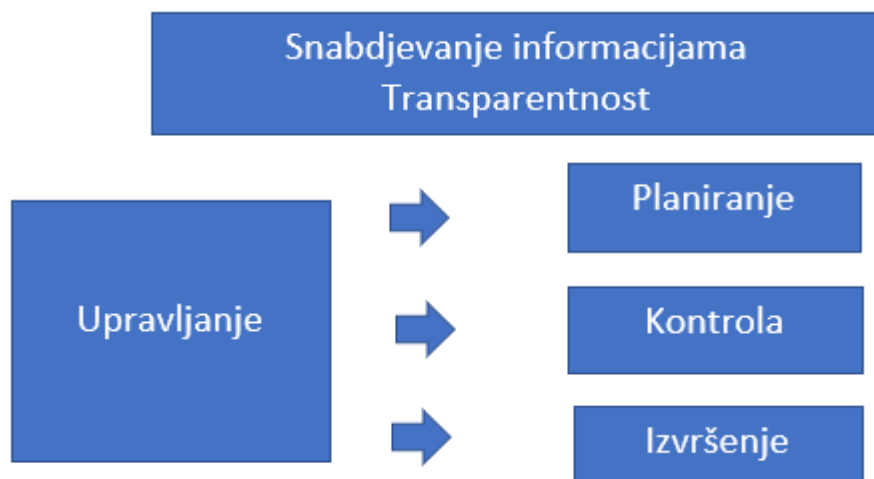 Snabdjevanje informacijama
Transparentnost
Planiranje
Upravljanje
Kontrola
Izvršenje